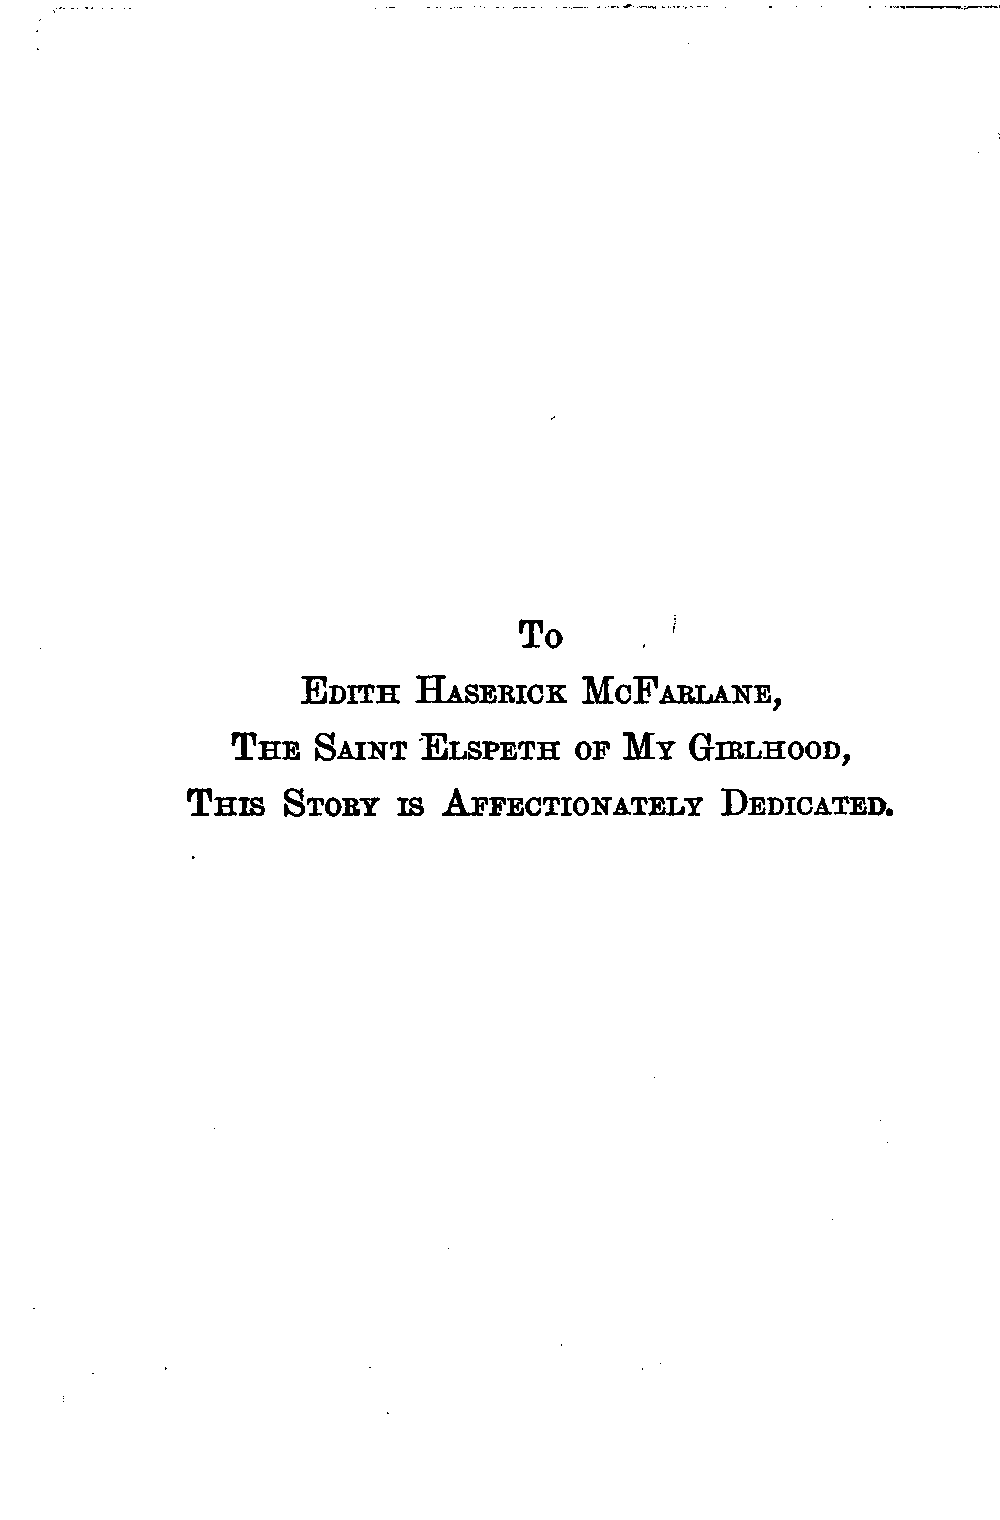 To
Edith Haserick McFarlane,
The Saint Elspeth of My Girlhood,
This Story is Affectionately Dedicated.